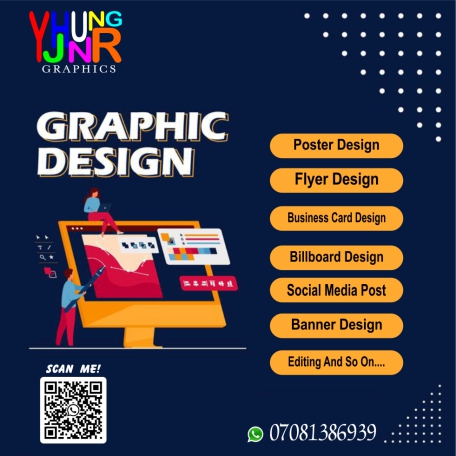 YHUNG
JNR
GRAPHICS
GRAPHIC
DESIGN
Poster Design
Flyer Design
Business Card Design
Billboard Design
Social Media Post
Banner Design
Editing And So On....
SCAN ME!
07081386939